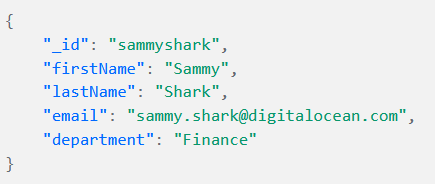 {
    "_id": "sammyshark",
    "firstName": "Sammy",
    "lastName": "Shark",
    "email": "sammy.shark@digitalocean.com",
    "department": "Finance"
}